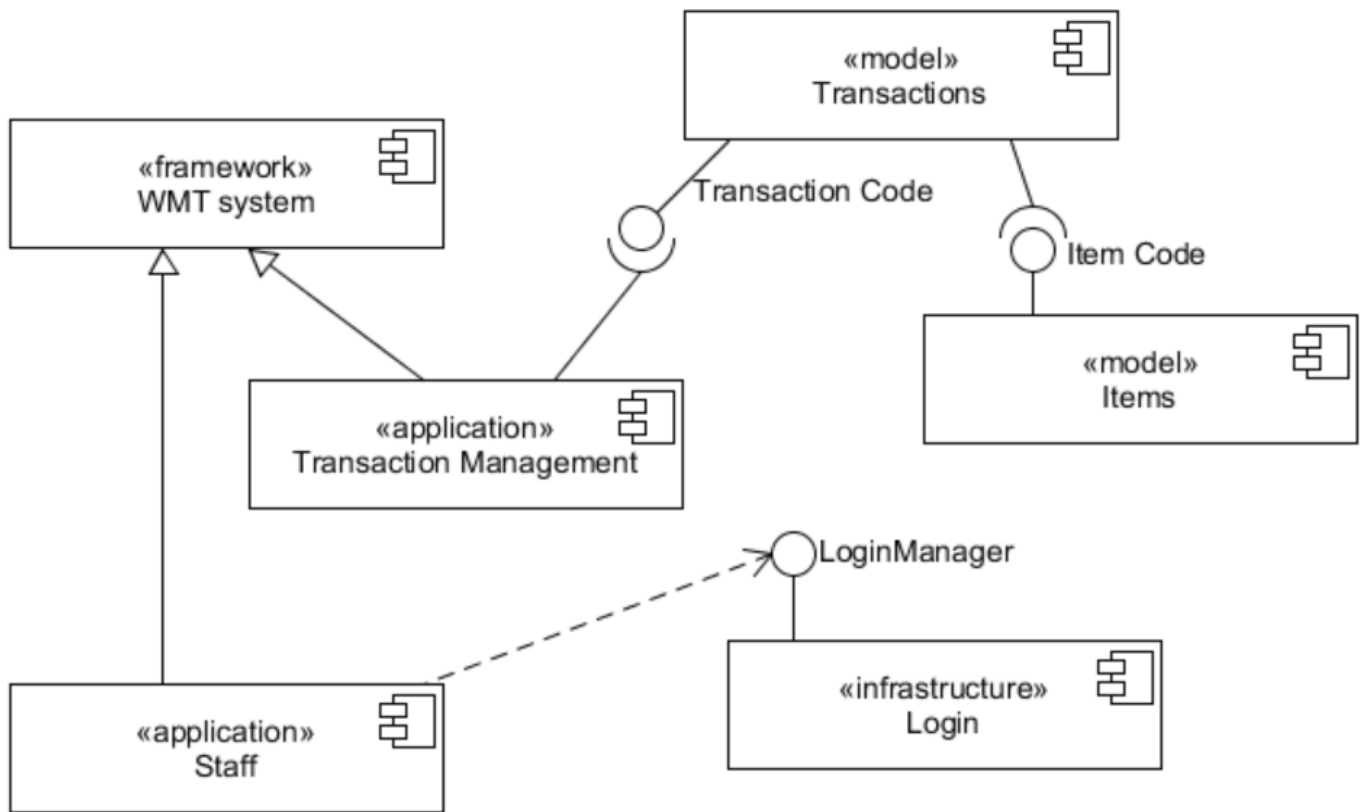 «model»
Transactions
«framework»
WMT system
Transaction Code
Item Code
«model»
Items
«application»
Transaction Management
LoginManager
«infrastructure»
Login
«application»
Staff